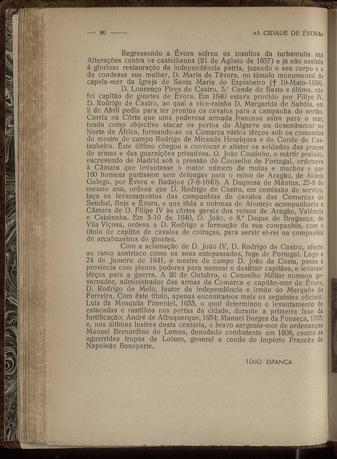 — 90 —
«A CIDADE DE ÉVORA»
Regressando a Évora sofreu os insultos da turbamulta nas
Alterações contra os castelhanos (21 de Agôsto de 1637) e já não assistiu
à gloriosa restauração da independência pátria, jazendo o seu corpo e o
da condessa sua mulher, D. Maria de Távora, no túmulo monumental da
capela-mor da Igreja de Santa Maria do Espinheiro
D. Lourenço Pires de Castro, 5.º Conde de Basto e último, não
foi capitão de ginetes de Évora. Em 1640 estava provido por Filipe IV,
D. Rodrigo de Castro, ao qual a vice-rainha D. Margarida de Sabóia, em
2 de Abril pedia para ter prontos os cavalos para a campanha do sertão.
Corria na Côrte que uma poderosa armada francesa saíra para o mar,
tendo como objectivo atacar os portos do Algarve ou desembarcar no
Norte de África, formando-se na Comarca vários têrços sob os comandos
do mestre de campo Rodrigo de Miranda Henriques e do Conde de Can-
tanheira. Êste último chegou a convocar e alistar os soldados das praças
de armas e das guarnições privativas. D. João Coutinho, o mártir prelado,
escrevendo de Madrid sob a pressão do Conselho de Portugal, ordenava
à Câmara que levantasse o maior número de mulas e machos e que
160 homens partissem sem delongas para o reino de Aragão, de Aldeia
Galega, por Évora e Badajoz (7-8-1640). A Duquesa de Mântua, 25-8 do
mesmo ano, ordena que D. Rodrigo de Castro, em comissão de serviço,
faça os levantamentos das companhias de cavalos das Comarcas de
Setubal, Beja e Évora, e que tôda a nobreza do Alentejo acompanharia a
Câmara de D. Filipe IV às côrtes gerais dos reinos de Aragão, Valência
e Catalunha. Em 3-10 de 1640, D. João, o 8.º Duque de Bragança, de
Vila Viçosa, ordena a D. Rodrigo a formação da sua companhia, com o
título de capitão de cavalos de coiraças, para servir el-rei na companhia
de arcabuzeiros de ginetes.
Com a aclamação de D. João IV, D. Rodrigo de Castro, afecto
ao ramo austríaco como os seus antepassados, foge de Portugal. Logo a
24 de Janeiro de 1641, o mestre de campo D. João da Costa, passa à
província com plenos poderes para nomear e destituir capitães, e levantar
têrços para a guerra. A 20 de Outubro, o Conselho Militar nomeou go-
vernador, administrador das armas da Comarca e capitão-mor de Évora,
D. Rodrigo de Melo, fautor da independência e irmão do Marquês de
Ferreira. Com êste título, apenas encontramos mais os seguintes oficiais:
Luís da Mesquita Pimentel, 1653, o qual determinou o levantamento de
estacadas e rastilhos nas portas da cidade, durante a primeira fase da
fortificação; André de Albuquerque, 1654; Manuel Borges da Fonseca, 1705
e, nos últimos lustres desta centúria, o bravo sargento-mor de ordenanças
Manuel Bernardino de Lemos, denodado combatente em 1808, contra as
aguerridas tropas de Loison, general e conde do Império Francês de
Napoleão Bonaparte.
TÚLIO ESPANCA